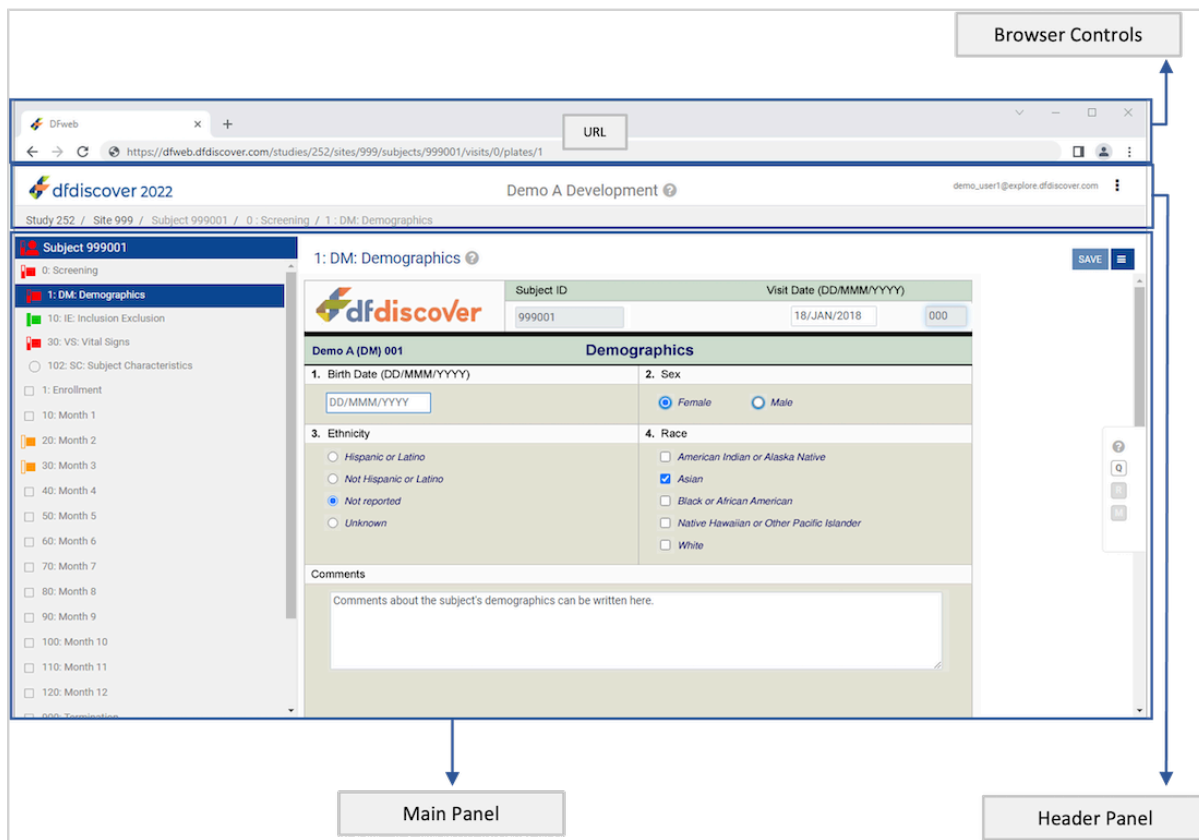 Browser Controls
DFweb
URL
https://dfweb.dfdiscover.com/studies/252/sites/999/subjects/999001/visits/0/plates/1
dfdiscover 2022
Demo A Development
demo_user1@explore.dfdiscover.com
Study 252 / Site 999 / Subject 999001 / 0 : Screening / 1 : DM: Demographics
Subject 999001
0: Screening
1: DM: Demographics
10: IE: Inclusion Exclusion
30: VS: Vital Signs
102: SC: Subject Characteristics
1: Enrollment
10: Month 1
20: Month 2
30: Month 3
40: Month 4
50: Month 5
60: Month 6
70: Month 7
80: Month 8
90: Month 9
100: Month 10
110: Month 11
120: Month 12
1: DM: Demographics
SAVE
dfdiscover
Subject ID
Visit Date (DD/MMM/YYYY)
999001
18/JAN/2018
000
Demo A (DM) 001
Demographics
1. Birth Date (DD/MMM/YYYY)
2. Sex
DD/MMM/YYYY
Female
Male
3. Ethnicity
4. Race
Hispanic or Latino
American Indian or Alaska Native
Not Hispanic or Latino
Asian
Not reported
Black or African American
Unknown
Native Hawaiian or Other Pacific Islander
White
Comments
Comments about the subject's demographics can be written here.
?
Q
R
M
Main Panel
Header Panel